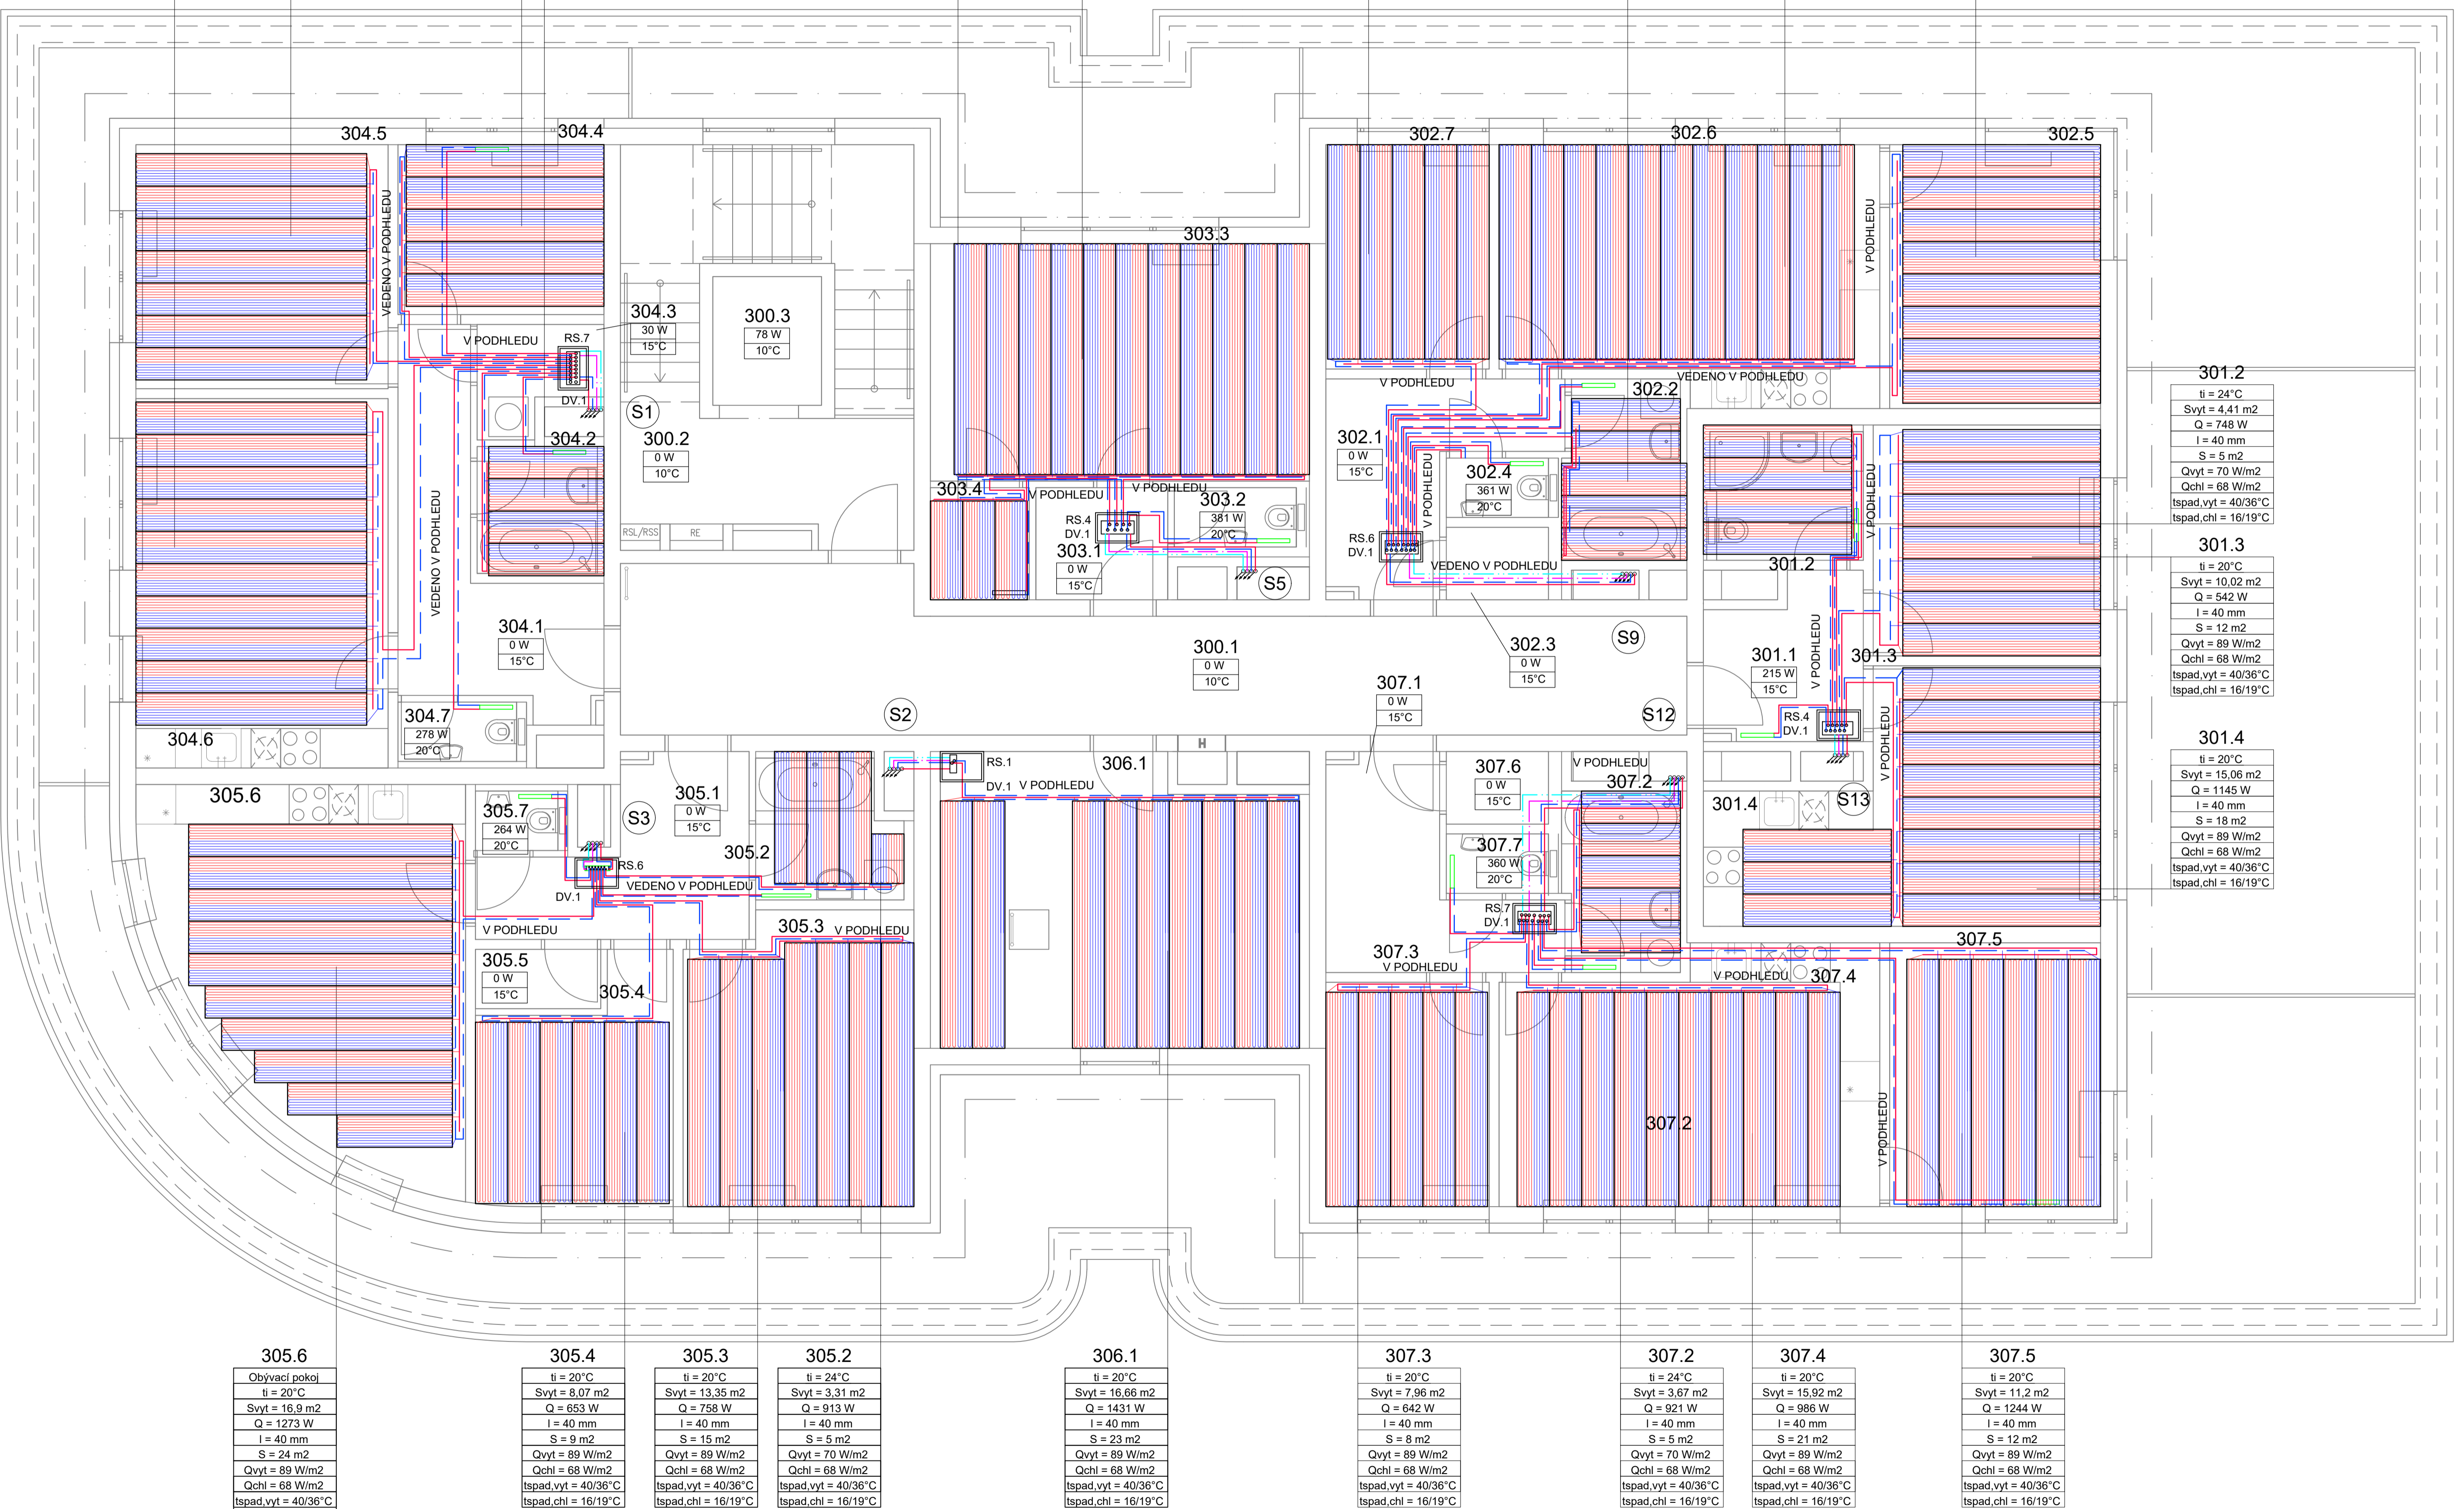 304.5
304.4
302.7
302.6
302.5
VEDENO V PODHLEDU
V PODHLEDU
303.3
304.3
30 W
15°C
300.3
78 W
10°C
V PODHLEDU
RS.7
DV.1
S1
V PODHLEDU
VEDENO V PODHLEDU
302.2
301.2
ti = 24°C
Svyt = 4,41 m2
Q = 748 W
l = 40 mm
S = 5 m2
Qvyt = 70 W/m2
Qchl = 68 W/m2
tspad,vyt = 40/36°C
tspad,chl = 16/19°C
304.2
300.2
0 W
10°C
302.1
0 W
15°C
V PODHLEDU
302.4
361 W
20°C
V PODHLEDU
303.4
V PODHLEDU
V PODHLEDU
303.2
381 W
20°C
RS.4
DV.1
303.1
0 W
15°C
S5
RSL/RSS
RE
RS.6
DV.1
VEDENO V PODHLEDU
301.2
301.3
ti = 20°C
Svyt = 10,02 m2
Q = 542 W
l = 40 mm
S = 12 m2
Qvyt = 89 W/m2
Qchl = 68 W/m2
tspad,vyt = 40/36°C
tspad,chl = 16/19°C
VEDENO V PODHLEDU
304.1
0 W
15°C
300.1
0 W
10°C
S9
302.3
0 W
15°C
V PODHLEDU
301.1
215 W
15°C
301.3
307.1
0 W
15°C
304.7
278 W
20°C
S2
S12
RS.4
DV.1
V PODHLEDU
304.6
H
301.4
ti = 20°C
Svyt = 15,06 m2
Q = 1145 W
l = 40 mm
S = 18 m2
Qvyt = 89 W/m2
Qchl = 68 W/m2
tspad,vyt = 40/36°C
tspad,chl = 16/19°C
RS.1
DV.1
V PODHLEDU
306.1
307.6
0 W
15°C
V PODHLEDU
307.2
305.6
305.7
264 W
20°C
S3
305.1
0 W
15°C
301.4
S13
305.2
RS.6
DV.1
VEDENO V PODHLEDU
307.7
360 W
20°C
RS.7
DV.1
V PODHLEDU
305.3
V PODHLEDU
307.3
V PODHLEDU
307.5
305.5
0 W
15°C
305.4
V PODHLEDU
307.4
307.2
V PODHLEDU
305.6
Obývací pokoj
ti = 20°C
Svyt = 16,9 m2
Q = 1273 W
l = 40 mm
S = 24 m2
Qvyt = 89 W/m2
Qchl = 68 W/m2
tspad,vyt = 40/36°C
305.4
ti = 20°C
Svyt = 8,07 m2
Q = 653 W
l = 40 mm
S = 9 m2
Qvyt = 89 W/m2
Qchl = 68 W/m2
tspad,vyt = 40/36°C
tspad,chl = 16/19°C
305.3
ti = 20°C
Svyt = 13,35 m2
Q = 758 W
l = 40 mm
S = 15 m2
Qvyt = 89 W/m2
Qchl = 68 W/m2
tspad,vyt = 40/36°C
tspad,chl = 16/19°C
305.2
ti = 24°C
Svyt = 3,31 m2
Q = 913 W
l = 40 mm
S = 5 m2
Qvyt = 70 W/m2
Qchl = 68 W/m2
tspad,vyt = 40/36°C
tspad,chl = 16/19°C
306.1
ti = 20°C
Svyt = 16,66 m2
Q = 1431 W
l = 40 mm
S = 23 m2
Qvyt = 89 W/m2
Qchl = 68 W/m2
tspad,vyt = 40/36°C
tspad,chl = 16/19°C
307.3
ti = 20°C
Svyt = 7,96 m2
Q = 642 W
l = 40 mm
S = 8 m2
Qvyt = 89 W/m2
Qchl = 68 W/m2
tspad,vyt = 40/36°C
tspad,chl = 16/19°C
307.2
ti = 24°C
Svyt = 3,67 m2
Q = 921 W
l = 40 mm
S = 5 m2
Qvyt = 70 W/m2
Qchl = 68 W/m2
tspad,vyt = 40/36°C
tspad,chl = 16/19°C
307.4
ti = 20°C
Svyt = 15,92 m2
Q = 986 W
l = 40 mm
S = 21 m2
Qvyt = 89 W/m2
Qchl = 68 W/m2
tspad,vyt = 40/36°C
tspad,chl = 16/19°C
307.5
ti = 20°C
Svyt = 11,2 m2
Q = 1244 W
l = 40 mm
S = 12 m2
Qvyt = 89 W/m2
Qchl = 68 W/m2
tspad,vyt = 40/36°C
tspad,chl = 16/19°C